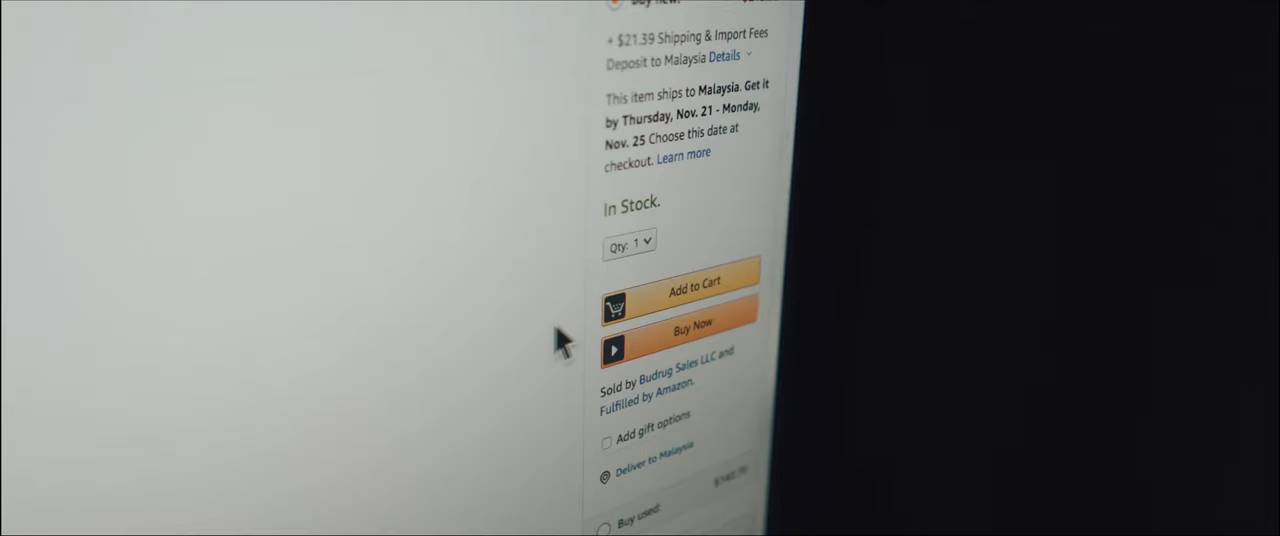 Buy new:
+ $21.39 Shipping & Import Fees
Deposit to Malaysia Details
This item ships to Malaysia. Get it
by Thursday, Nov. 21 - Monday,
Nov. 25 Choose this date at
checkout. Learn more
In Stock.
Qty: 1
Add to Cart
Buy Now
Sold by Budrug Sales LLC and
Fulfilled by Amazon.
Add gift options
Deliver to Malaysia
Buy used: